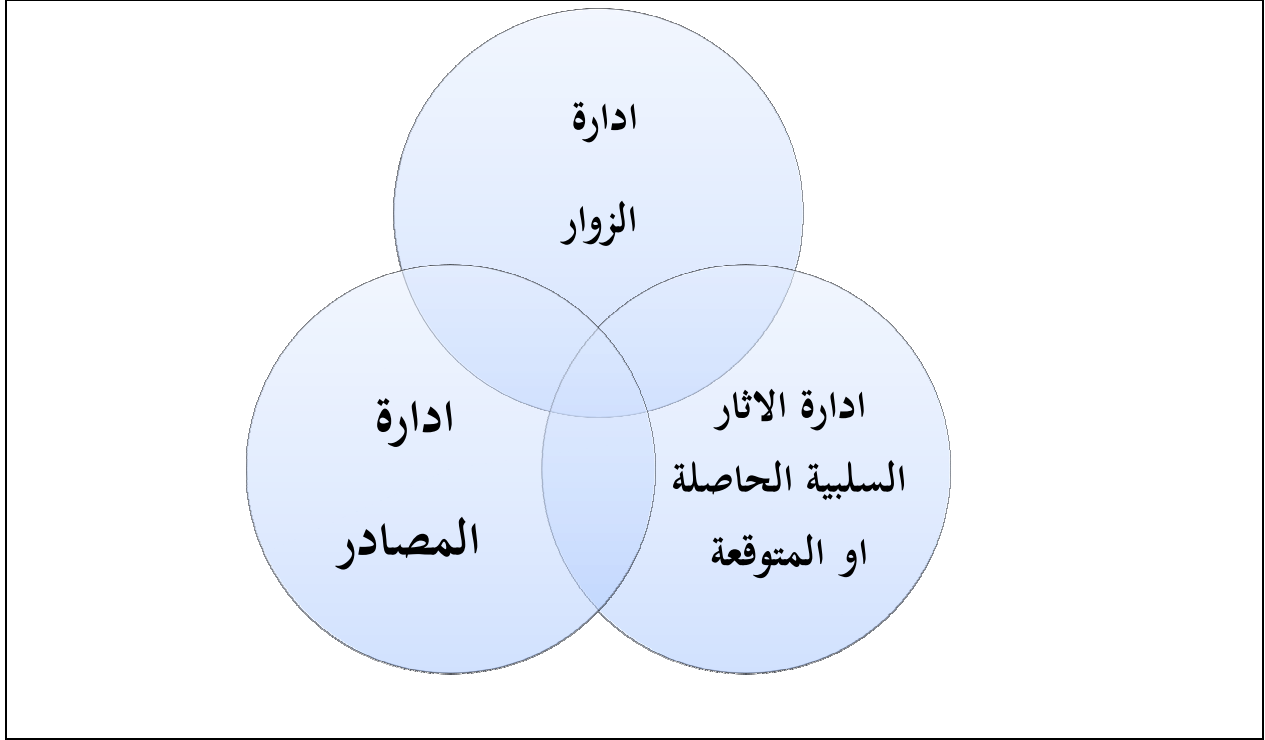 ادارة
الزوار
ادارة الاثار
السلبية الحاصلة
او المتوقعة
ادارة
المصادر